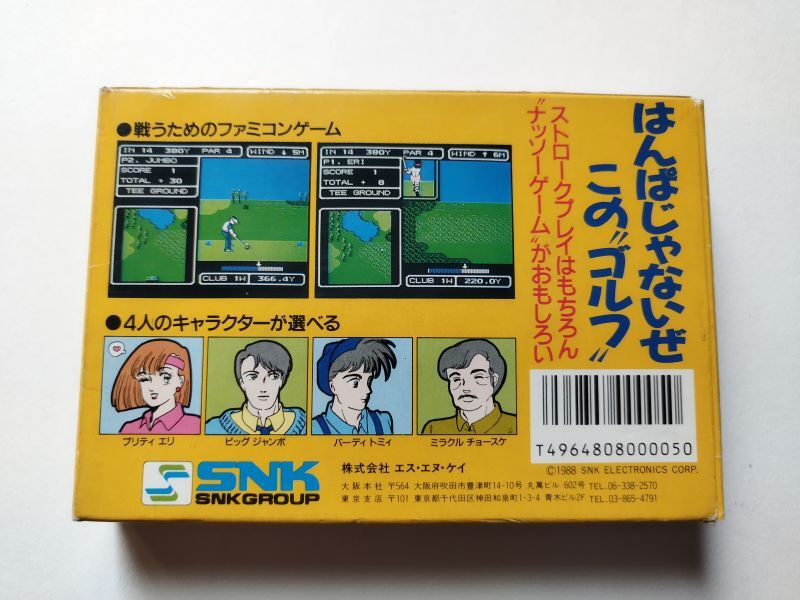 はんぱじゃないぜ
この"ゴルフ"
ストロークプレイはもちろん
"ナッソーゲーム"がおもしろい
●戦うためのファミコンゲーム
IN 14 380Y PAR 4 WIND ↓ 5M
P2. JUMBO
SCORE 1
TOTAL + 30
TEE GROUND
CLUB 1W 366.4Y
IN 14 380Y PAR 4 WIND ↑ 6M
P1. ERI
SCORE 1
TOTAL + 8
TEE GROUND
CLUB 1W 220.0Y
●4人のキャラクターが選べる
プリティ エリ
ビッグ ジャンボ
バーディ トミィ
ミラクル チョースケ
T4964808000050
©1988 SNK ELECTRONICS CORP.
SNK
SNK GROUP
株式会社 エス・エヌ・ケイ
大阪本社 〒564 大阪府吹田市豊津町14-10号 丸萬ビル 602号 TEL.06-338-2570
東京支店 〒101 東京都千代田区神田和泉町1-3-4 青木ビル2F TEL.03-865-4791